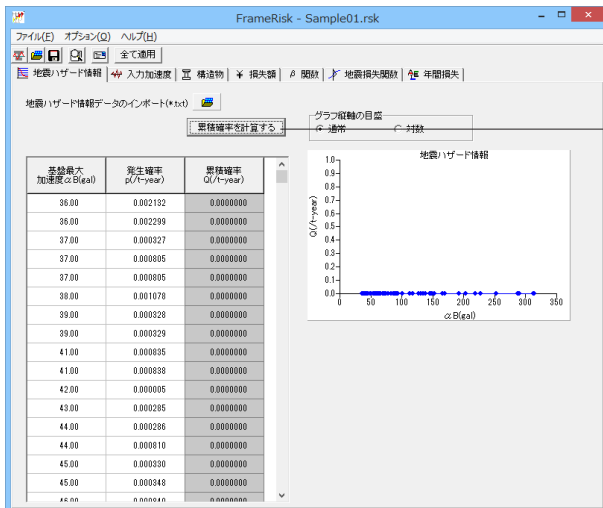 FrameRisk - Sample01.rsk
ファイル(F) オプション(O) ヘルプ(H)
全て適用
地震ハザード情報 入力加速度 構造物 ¥ 損失額 β 関数 地震損失関数 年間損失
地震ハザード情報データのインポート(*.txt)
累積確率を計算する
グラフ縦軸の目盛
通常 対数
基盤最大
加速度αB(gal) 発生確率
p(/t-year) 累積確率
Q(/t-year)
36.00 0.002132 0.0000000
36.00 0.002299 0.0000000
37.00 0.000327 0.0000000
37.00 0.000805 0.0000000
37.00 0.000805 0.0000000
38.00 0.001078 0.0000000
39.00 0.000328 0.0000000
39.00 0.000329 0.0000000
41.00 0.000835 0.0000000
41.00 0.000838 0.0000000
42.00 0.000005 0.0000000
43.00 0.000285 0.0000000
44.00 0.000286 0.0000000
44.00 0.000810 0.0000000
45.00 0.000330 0.0000000
45.00 0.000348 0.0000000
地震ハザード情報
Q(/t-year)
1.0
0.9
0.8
0.7
0.6
0.5
0.4
0.3
0.2
0.1
0.0
0 50 100 150 200 250 300 350
αB(gal)